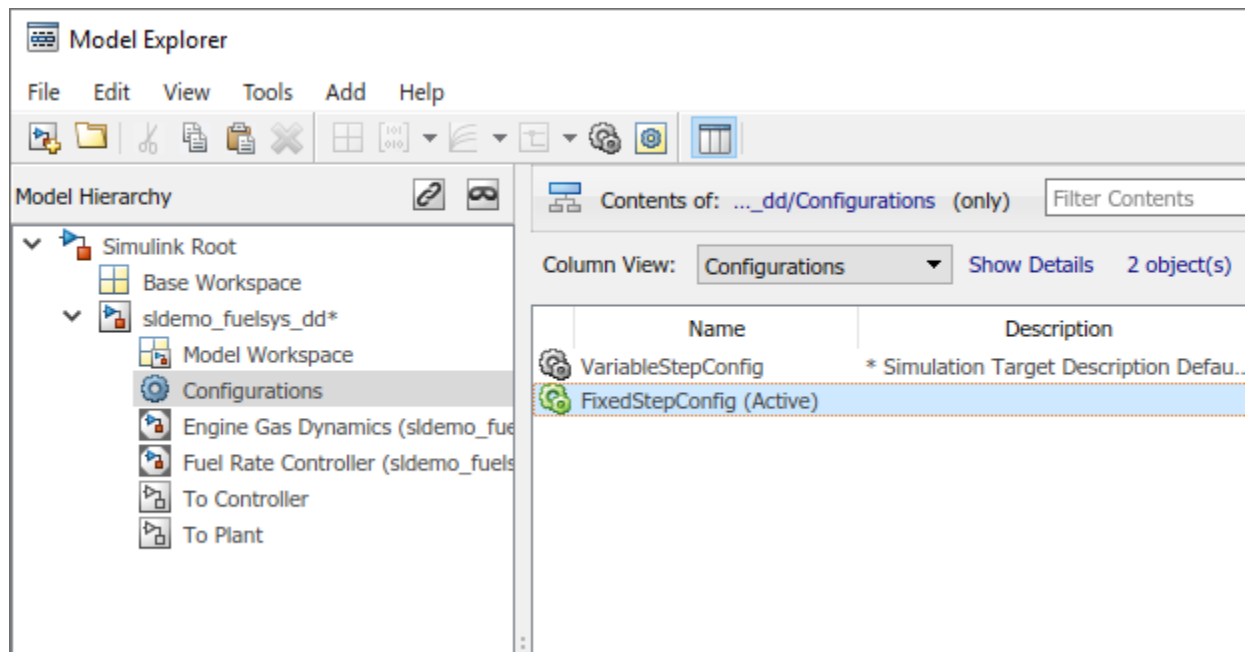 Model Explorer
File Edit View Tools Add Help
Model Hierarchy
Simulink Root
Base Workspace
sldemo_fuelsys_dd*
Model Workspace
Configurations
Engine Gas Dynamics (sldemo_fue
Fuel Rate Controller (sldemo_fuels
To Controller
To Plant
Contents of: ..._dd/Configurations (only) Filter Contents
Column View: Configurations Show Details 2 object(s)
Name Description
VariableStepConfig * Simulation Target Description Defau...
FixedStepConfig (Active)